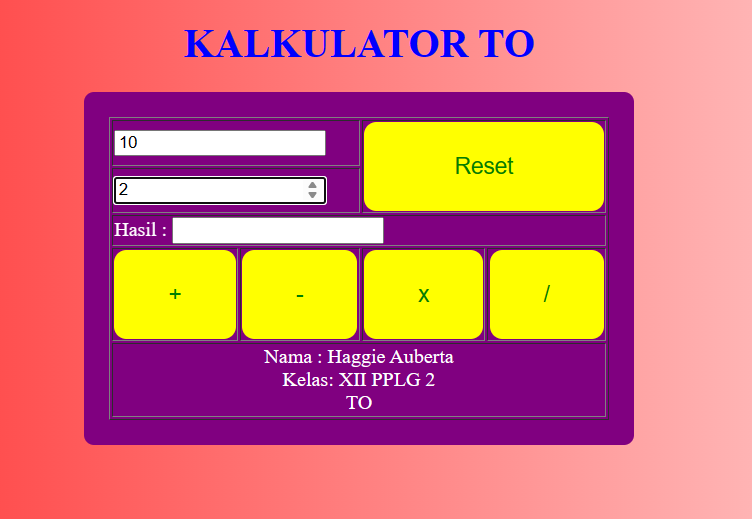 KALKULATOR TO
10
Reset
2
Hasil :
+ - x /
Nama : Haggie Auberta
Kelas: XII PPLG 2
TO